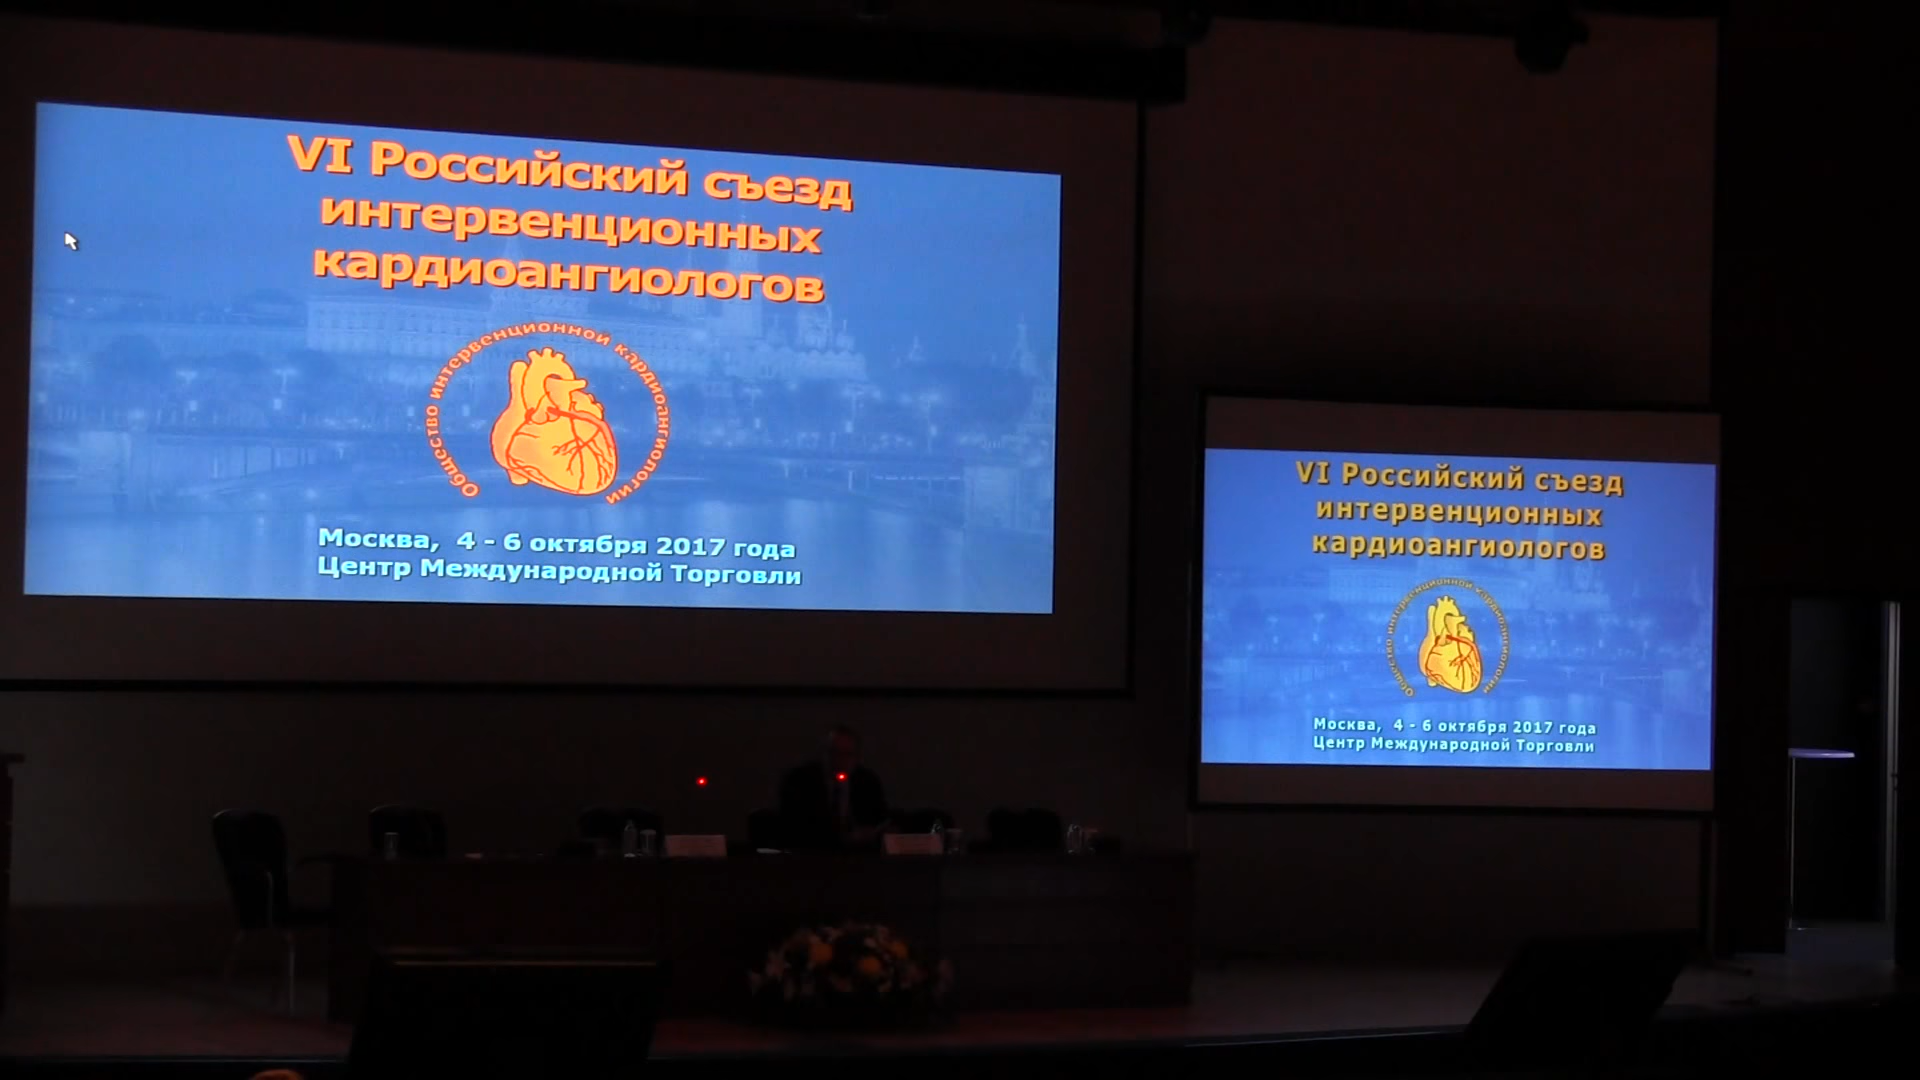 VI Российский съезд
интервенционных
кардиоангиологов
Общество интервенционной кардиоангиологии
Москва, 4 - 6 октября 2017 года
Центр Международной Торговли
VI Российский съезд
интервенционных
кардиоангиологов
Общество интервенционной кардиоангиологии
Москва, 4 - 6 октября 2017 года
Центр Международной Торговли